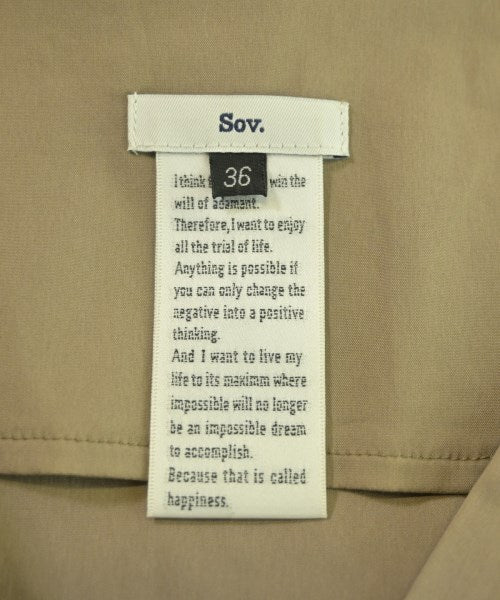 Sov.
36
I think win the
will of adamant.
Therefore, I want to enjoy
all the trial of life.
Anything is possible if
you can only change the
negative into a positive
thinking.
And I want to live my
life to its maximm where
impossible will no longer
be an impossible dream
to accomplish.
Because that is called
happiness.